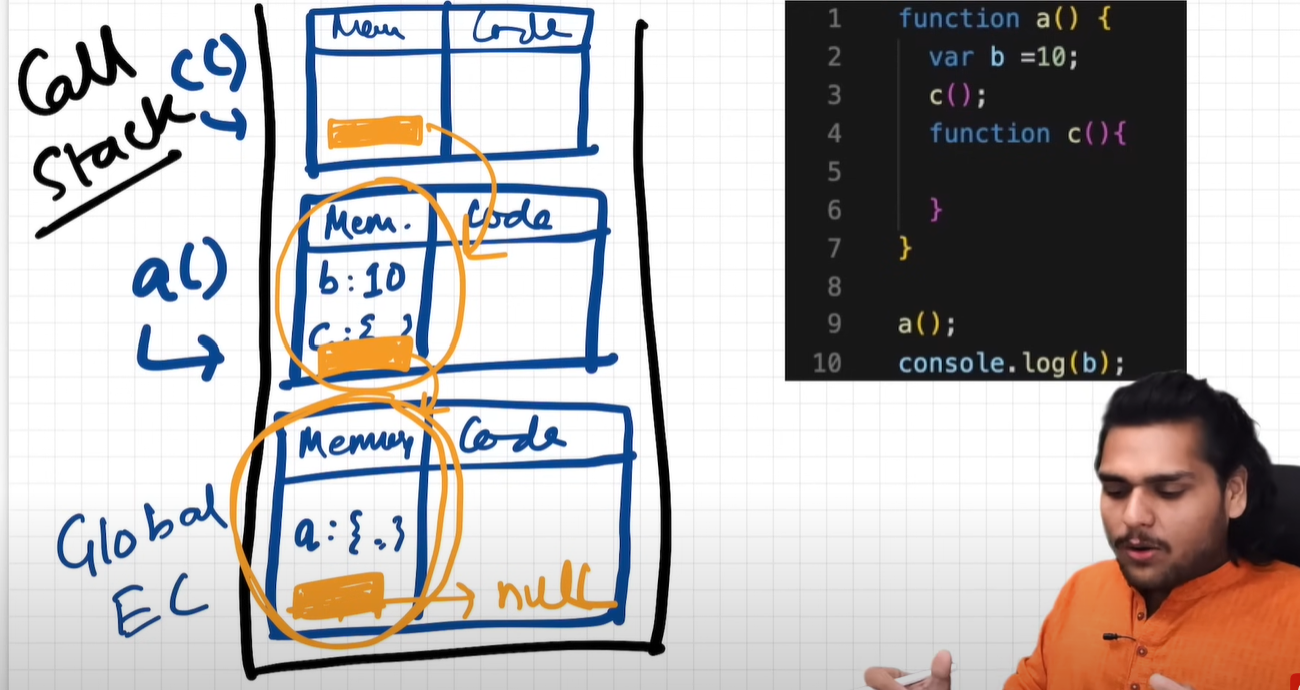 Call
Stack
c()
Mem
Code
a()
Mem.
Code
b:10
c:{ }
Global
EC
Memory
Code
a:{.}
null
1 function a() {
2 var b =10;
3 c();
4 function c(){
5
6 }
7 }
8
9 a();
10 console.log(b);